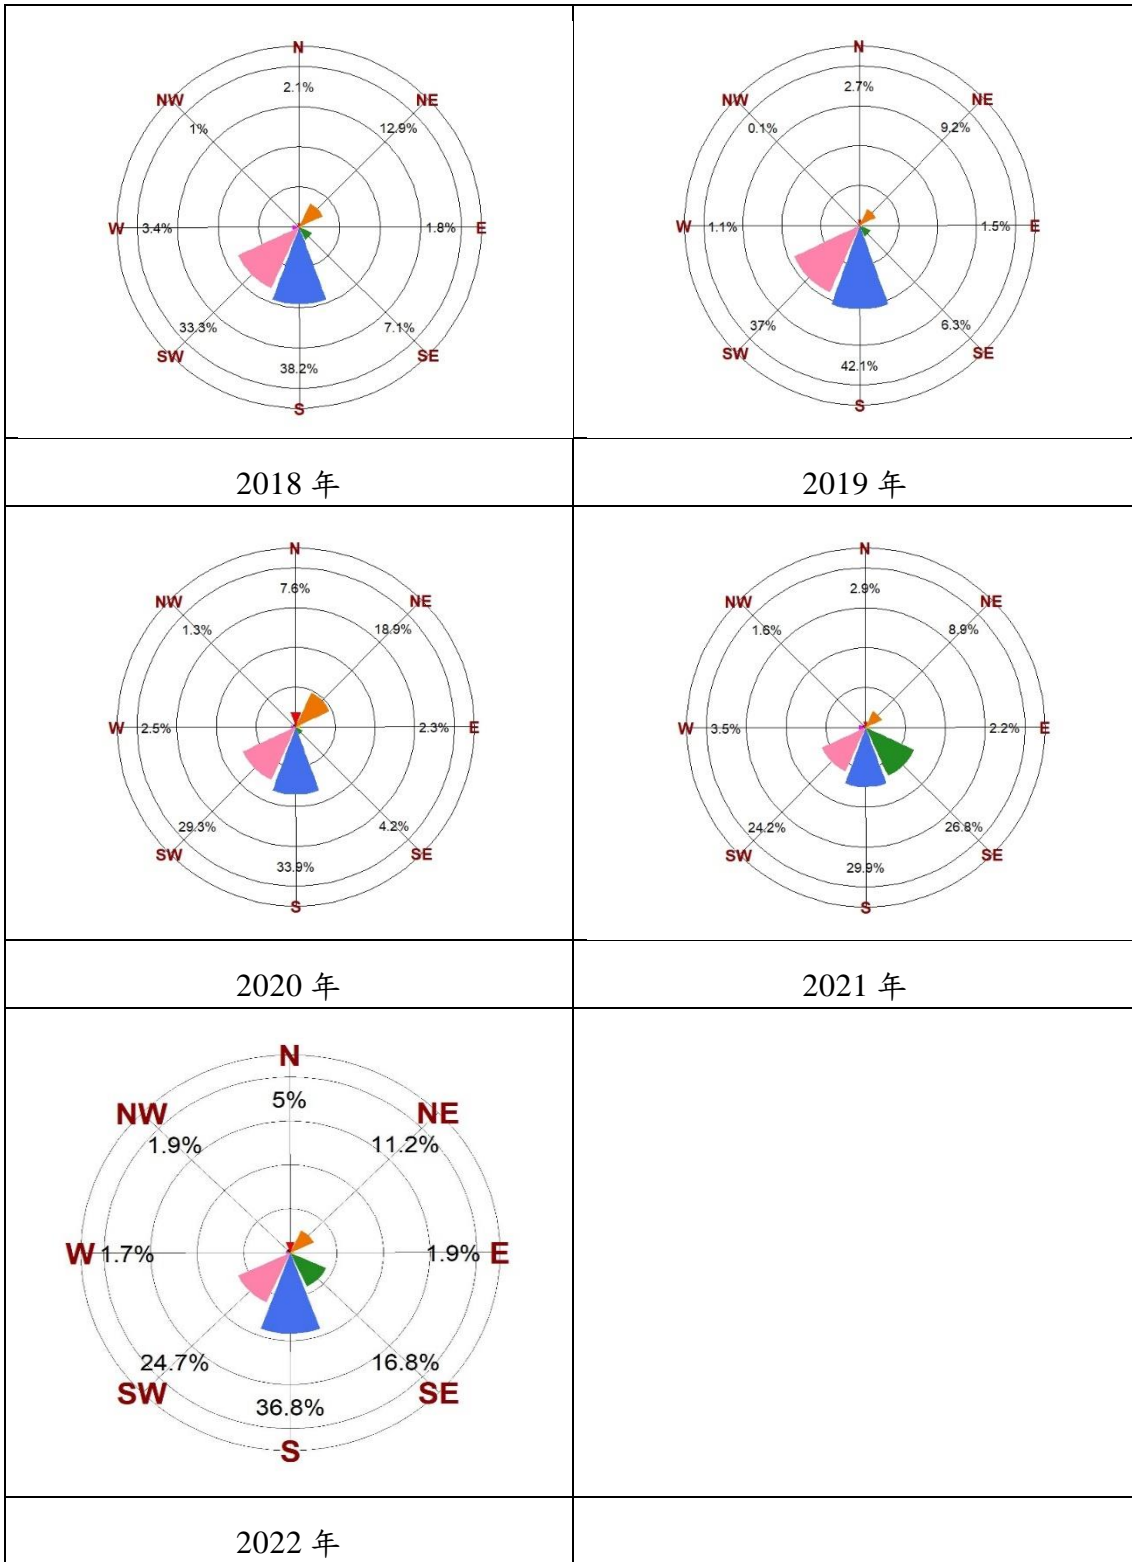 N
2.1%
NW
NE
1%
12.9%
W
3.4%
1.8%
E
33.3%
7.1%
SW
SE
38.2%
S
2018 年
N
2.7%
NW
NE
0.1%
9.2%
W
1.1%
1.5%
E
37%
6.3%
SW
SE
42.1%
S
2019 年
N
7.6%
NW
NE
1.3%
18.9%
W
2.5%
2.3%
E
29.3%
4.2%
SW
SE
33.9%
S
2020 年
N
2.9%
NW
NE
1.6%
8.9%
W
3.5%
2.2%
E
24.2%
26.8%
SW
SE
29.9%
S
2021 年
N
5%
NW
NE
1.9%
11.2%
W
1.7%
1.9%
E
24.7%
16.8%
SW
SE
36.8%
S
2022 年